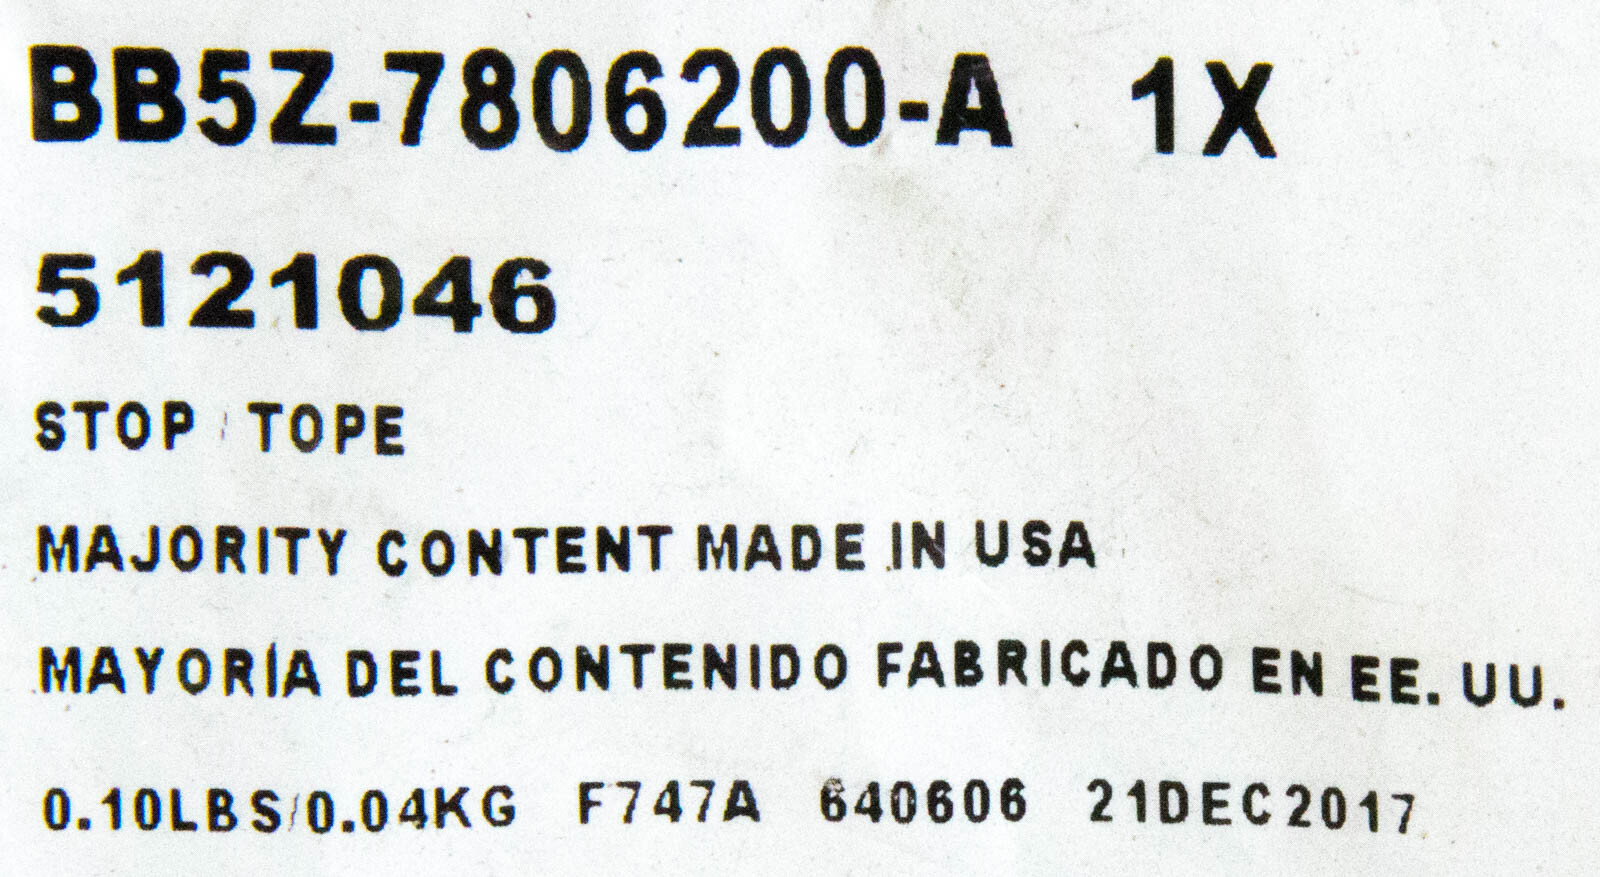 BB5Z-7806200-A 1X
5121046
STOP / TOPE
MAJORITY CONTENT MADE IN USA
MAYORÍA DEL CONTENIDO FABRICADO EN EE. UU.
0.10LBS/0.04KG F747A 640606 21DEC2017